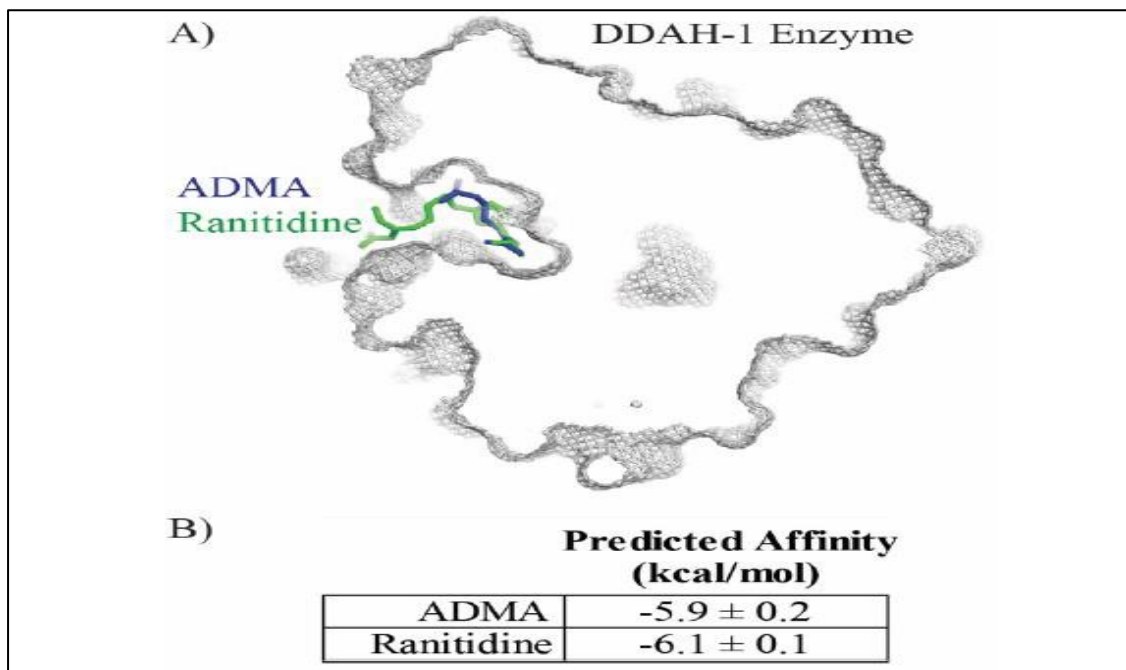 A) DDAH-1 Enzyme
ADMA
Ranitidine
B)
Predicted Affinity
(kcal/mol)
ADMA -5.9 ± 0.2
Ranitidine -6.1 ± 0.1